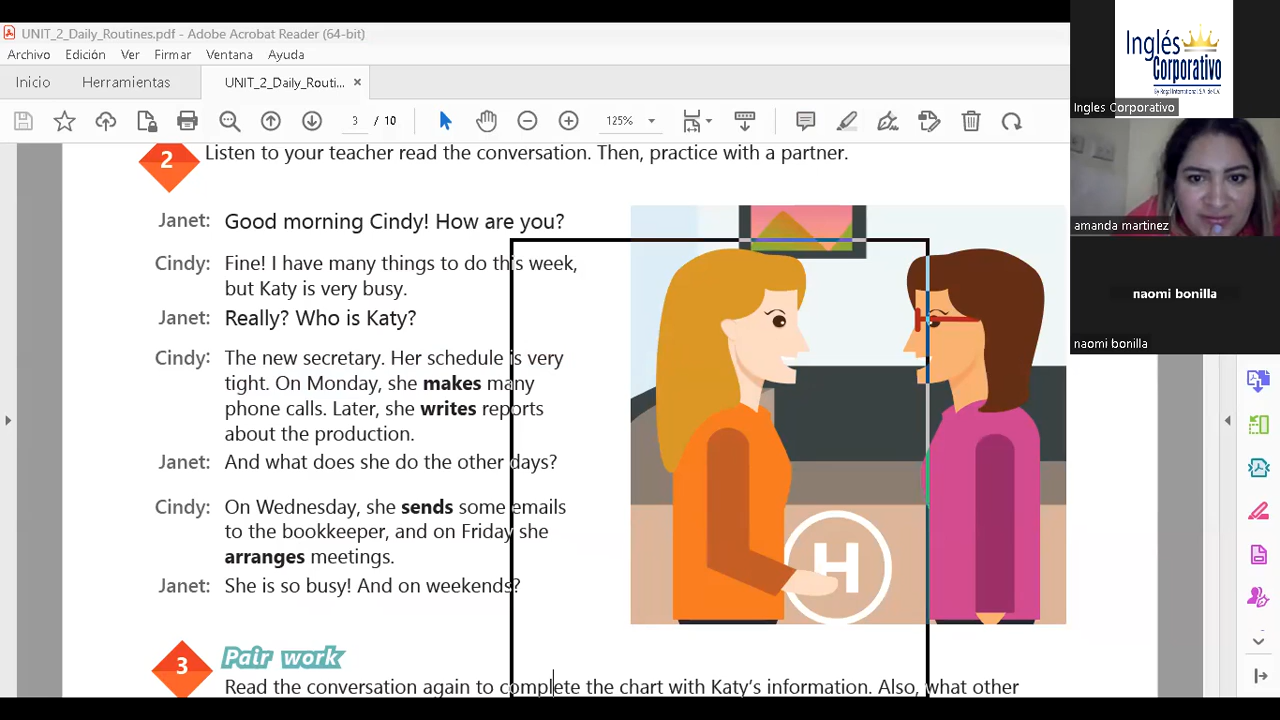 UNIT_2_Daily_Routines.pdf - Adobe Acrobat Reader (64-bit)
Archivo Edición Ver Firmar Ventana Ayuda
Inicio Herramientas UNIT_2_Daily_Routi... ×
3 / 10 125%
2 Listen to your teacher read the conversation. Then, practice with a partner.
Janet: Good morning Cindy! How are you?
Cindy: Fine! I have many things to do this week,
but Katy is very busy.
Janet: Really? Who is Katy?
Cindy: The new secretary. Her schedule is very
tight. On Monday, she makes many
phone calls. Later, she writes reports
about the production.
Janet: And what does she do the other days?
Cindy: On Wednesday, she sends some emails
to the bookkeeper, and on Friday she
arranges meetings.
Janet: She is so busy! And on weekends?
H
3 Pair work
Read the conversation again to complete the chart with Katy's information. Also, what other
Inglés
Corporativo
By Regal International S.A. de C.V.
Ingles Corporativo
amanda martinez
naomi bonilla
naomi bonilla